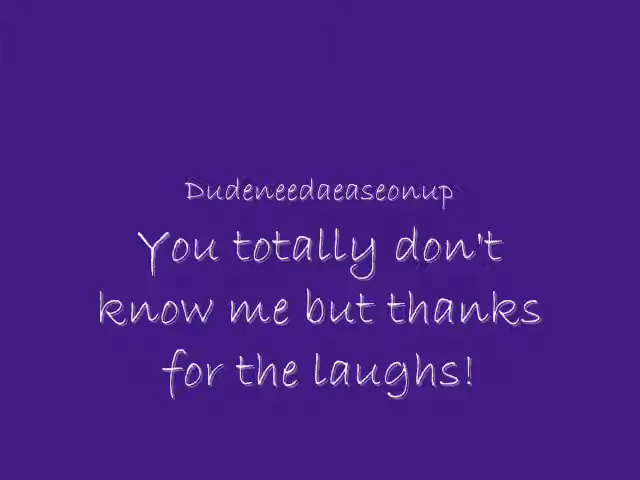 Dudeneedaeaseonup
You totally don't
know me but thanks
for the laughs!